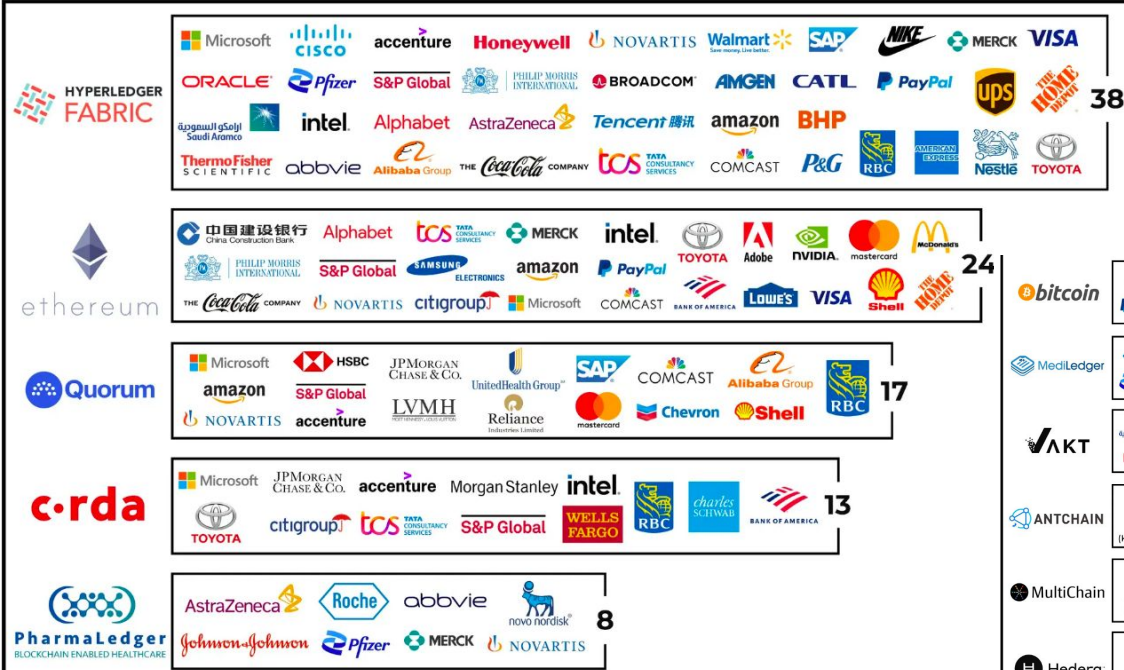 Microsoft CISCO accenture Honeywell NOVARTIS Walmart SAP NIKE MERCK VISA
Save money. Live better.
HYPERLEDGER
FABRIC
ORACLE Pfizer S&P Global PHILIP MORRIS INTERNATIONAL BROADCOM AMGEN CATL PayPal ups THE HOME DEPOT
38
أرامكو السعودية
Saudi Aramco
intel. Alphabet AstraZeneca Tencent 腾讯 amazon BHP
ThermoFisher
SCIENTIFIC
abbvie Alibaba Group THE Coca-Cola COMPANY tcs TATA CONSULTANCY SERVICES COMCAST P&G RBC AMERICAN EXPRESS Nestlé TOYOTA
ethereum
中国建设银行
China Construction Bank
Alphabet tcs TATA CONSULTANCY SERVICES MERCK intel. TOYOTA Adobe NVIDIA. mastercard McDonald's
PHILIP MORRIS INTERNATIONAL S&P Global SAMSUNG ELECTRONICS amazon PayPal
24
THE Coca-Cola COMPANY NOVARTIS citigroup Microsoft COMCAST BANK OF AMERICA LOWE'S VISA Shell THE HOME DEPOT
Quorum
Microsoft HSBC JPMORGAN CHASE & CO. UnitedHealth Group SAP COMCAST Alibaba Group RBC
amazon S&P Global
17
NOVARTIS accenture LVMH Reliance mastercard Chevron Shell
Industries Limited
c·rda
Microsoft JPMORGAN CHASE & CO. accenture Morgan Stanley intel. RBC charles SCHWAB BANK OF AMERICA
13
TOYOTA citigroup tcs TATA CONSULTANCY SERVICES S&P Global WELLS FARGO
PharmaLedger
BLOCKCHAIN ENABLED HEALTHCARE
AstraZeneca Roche abbvie novo nordisk
8
Johnson & Johnson Pfizer MERCK NOVARTIS
bitcoin
MediLedger
VAKT
ANTCHAIN
MultiChain
Hedera